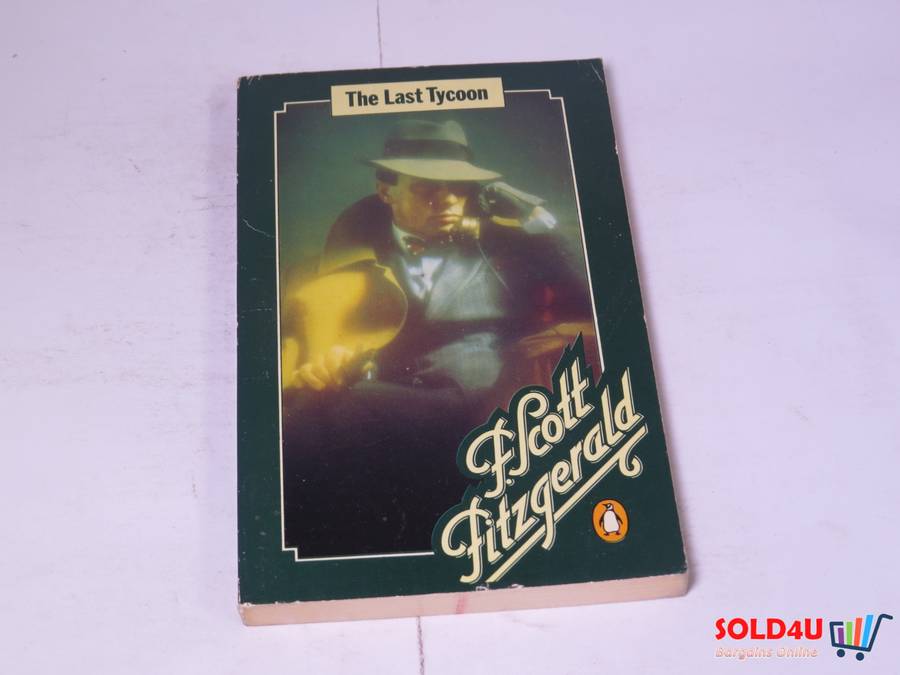 The Last Tycoon
F. Scott
Fitzgerald
SOLD4U
Bargains Online